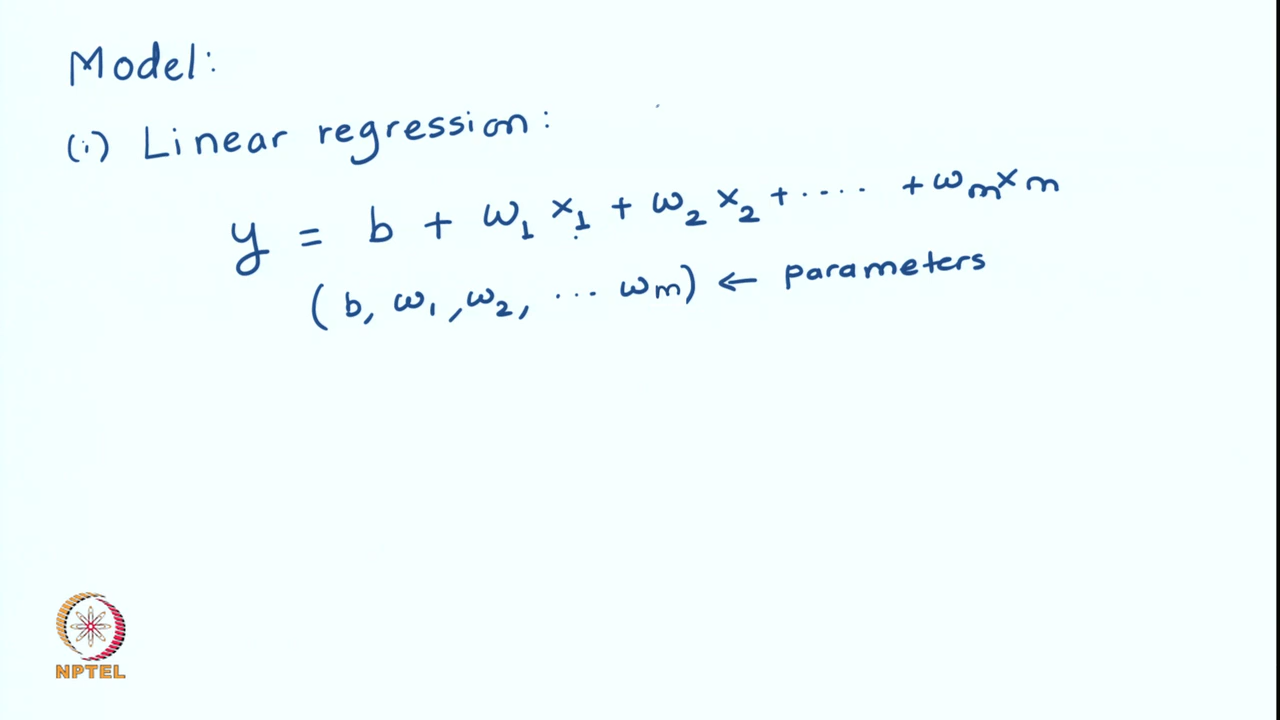 Model:
(i) Linear regression:
y = b + ω₁ x₁ + ω₂ x₂ + ···· + ωₘ xₘ
(b, ω₁, ω₂, ··· ωₘ) ← parameters
NPTEL